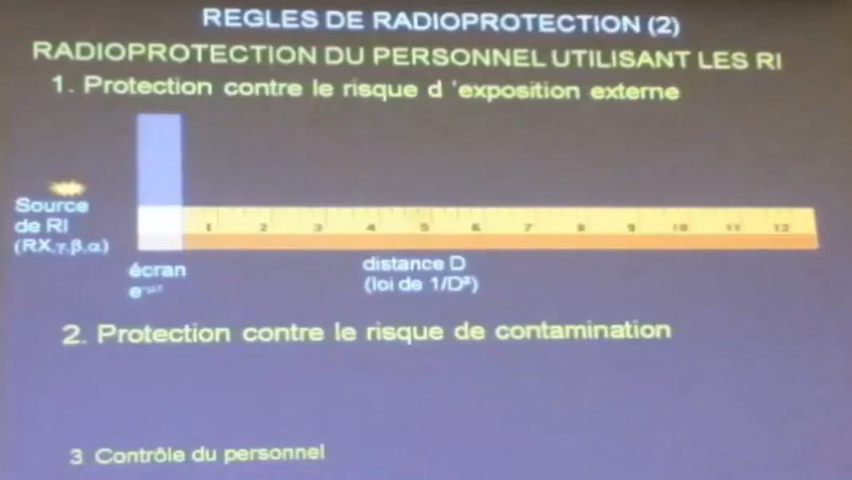 REGLES DE RADIOPROTECTION (2)
RADIOPROTECTION DU PERSONNEL UTILISANT LES RI
1. Protection contre le risque d 'exposition externe
Source
de RI
(RX,γ,β,α)
1 2 3 4 5 6 7 8 9 10 11 12
écran
distance D
(loi de 1/D²)
2. Protection contre le risque de contamination
3 Contrôle du personnel